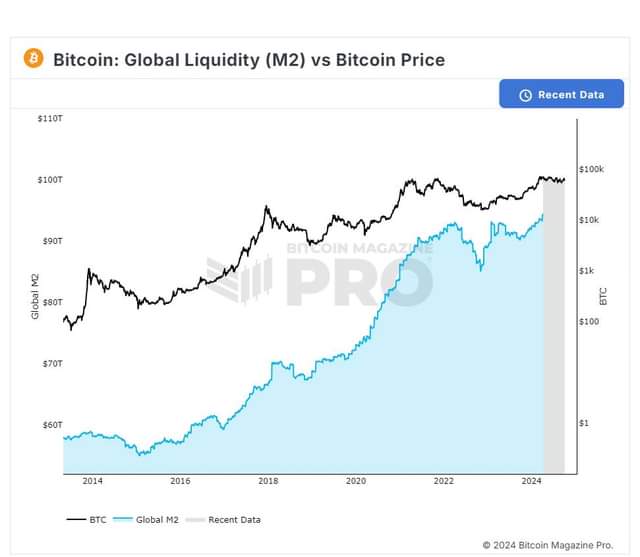 Bitcoin: Global Liquidity (M2) vs Bitcoin Price
Recent Data
$110T
$100T
$90T
$80T
$70T
$60T
Global M2
$100k
$10k
$1k
$100
$1
BTC
BITCOIN MAGAZINE
PRO
2014
2016
2018
2020
2022
2024
BTC
Global M2
Recent Data
© 2024 Bitcoin Magazine Pro.